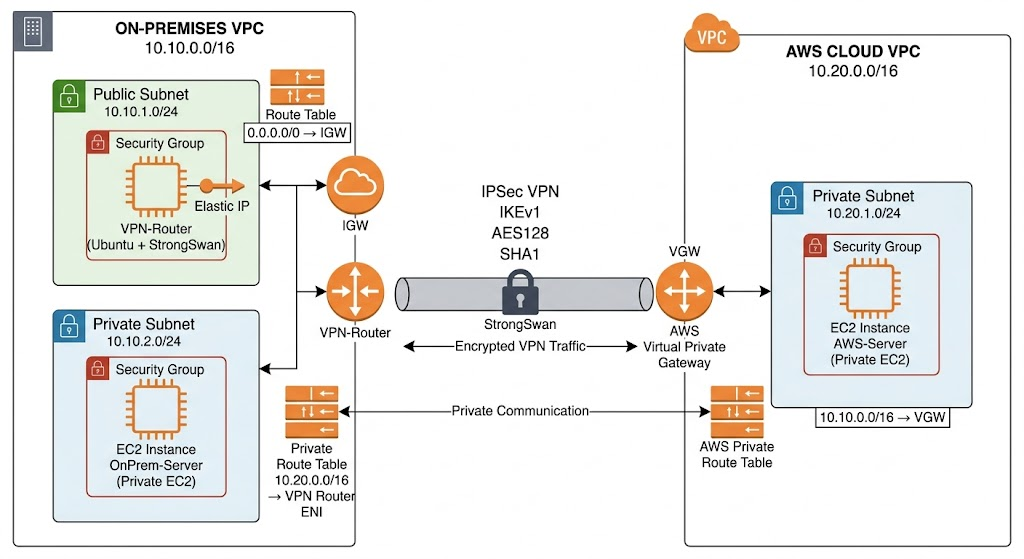 ON-PREMISES VPC
10.10.0.0/16
Public Subnet
10.10.1.0/24
Security Group
Elastic IP
VPN-Router
(Ubuntu + StrongSwan)
Route Table
0.0.0.0/0 → IGW
IGW
VPN-Router
Private Subnet
10.10.2.0/24
Security Group
EC2 Instance
OnPrem-Server
(Private EC2)
Private
Route Table
10.20.0.0/16
→ VPN Router
ENI
IPSec VPN
IKEv1
AES128
SHA1
StrongSwan
Encrypted VPN Traffic
Private Communication
VPC
AWS CLOUD VPC
10.20.0.0/16
VGW
AWS
Virtual Private
Gateway
Private Subnet
10.20.1.0/24
Security Group
EC2 Instance
AWS-Server
(Private EC2)
10.10.0.0/16 → VGW
AWS Private
Route Table